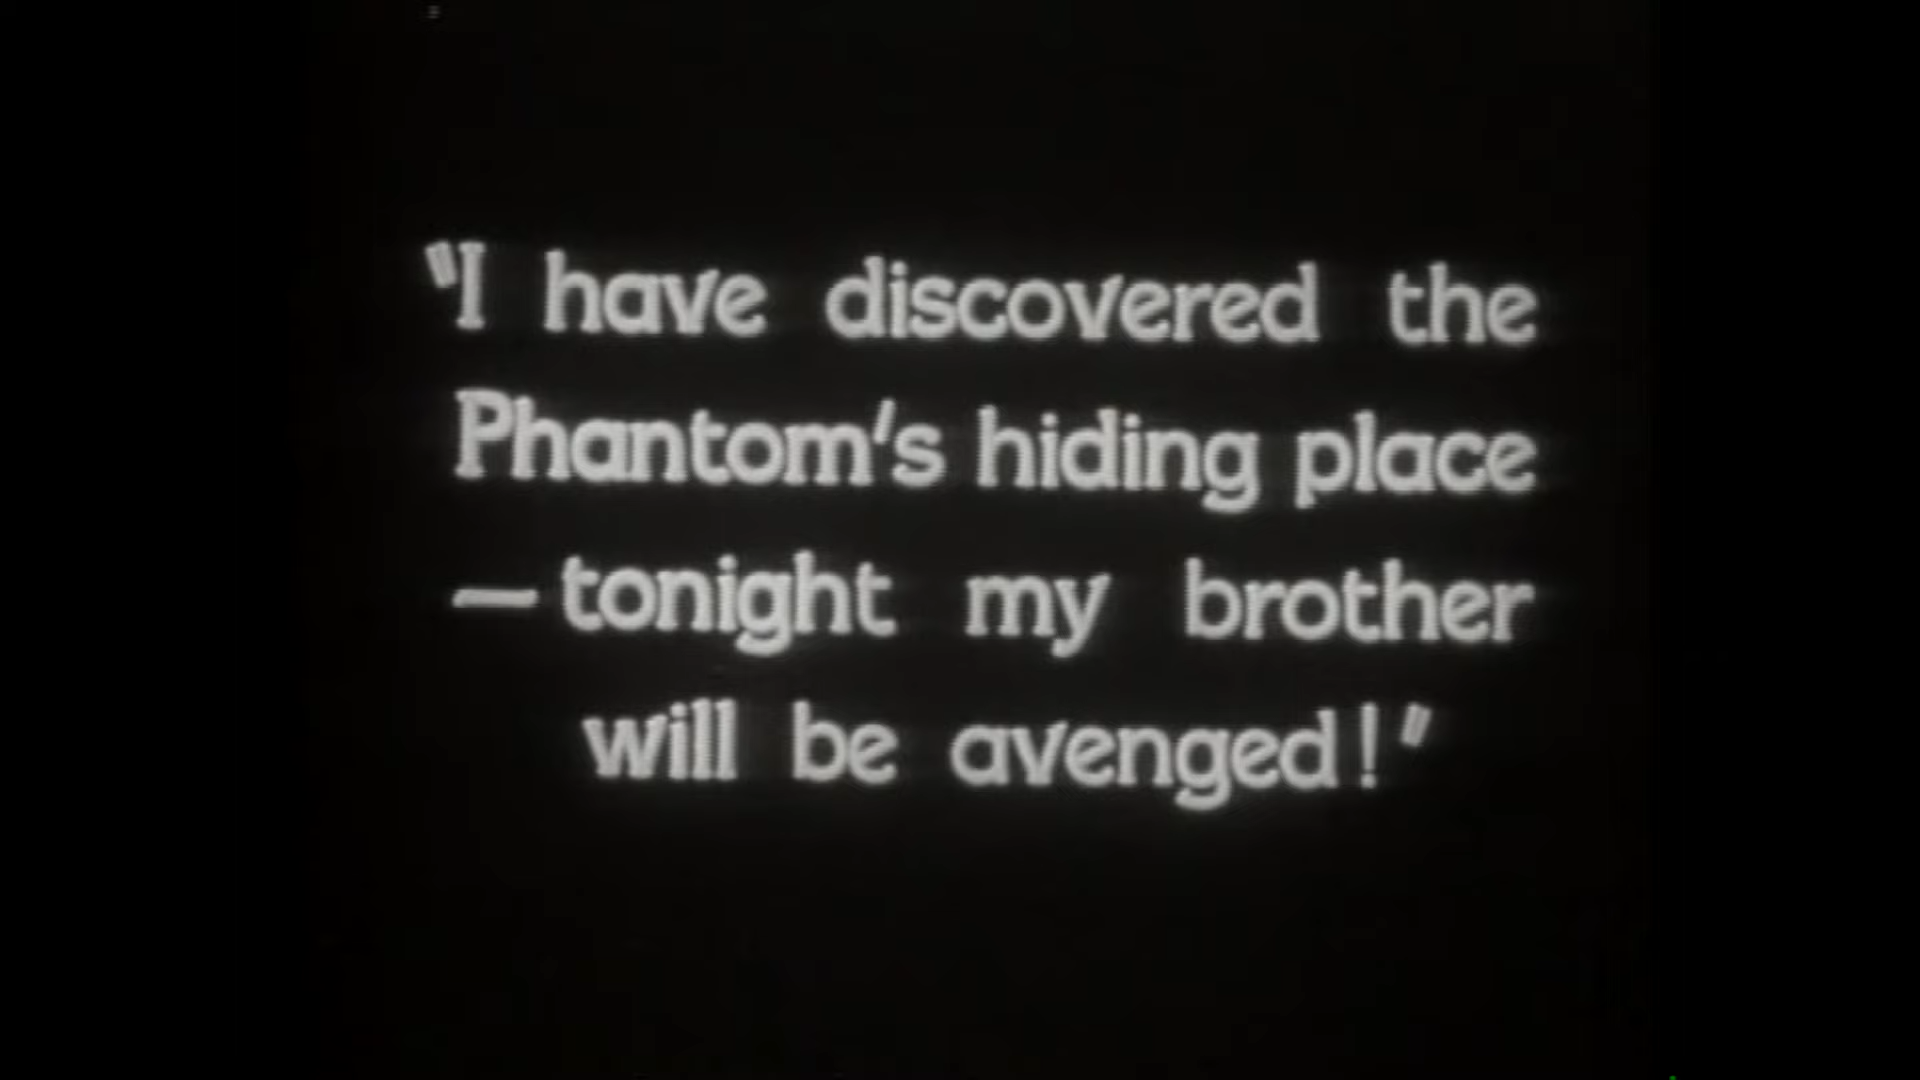 "I have discovered the
Phantom's hiding place
—tonight my brother
will be avenged!"